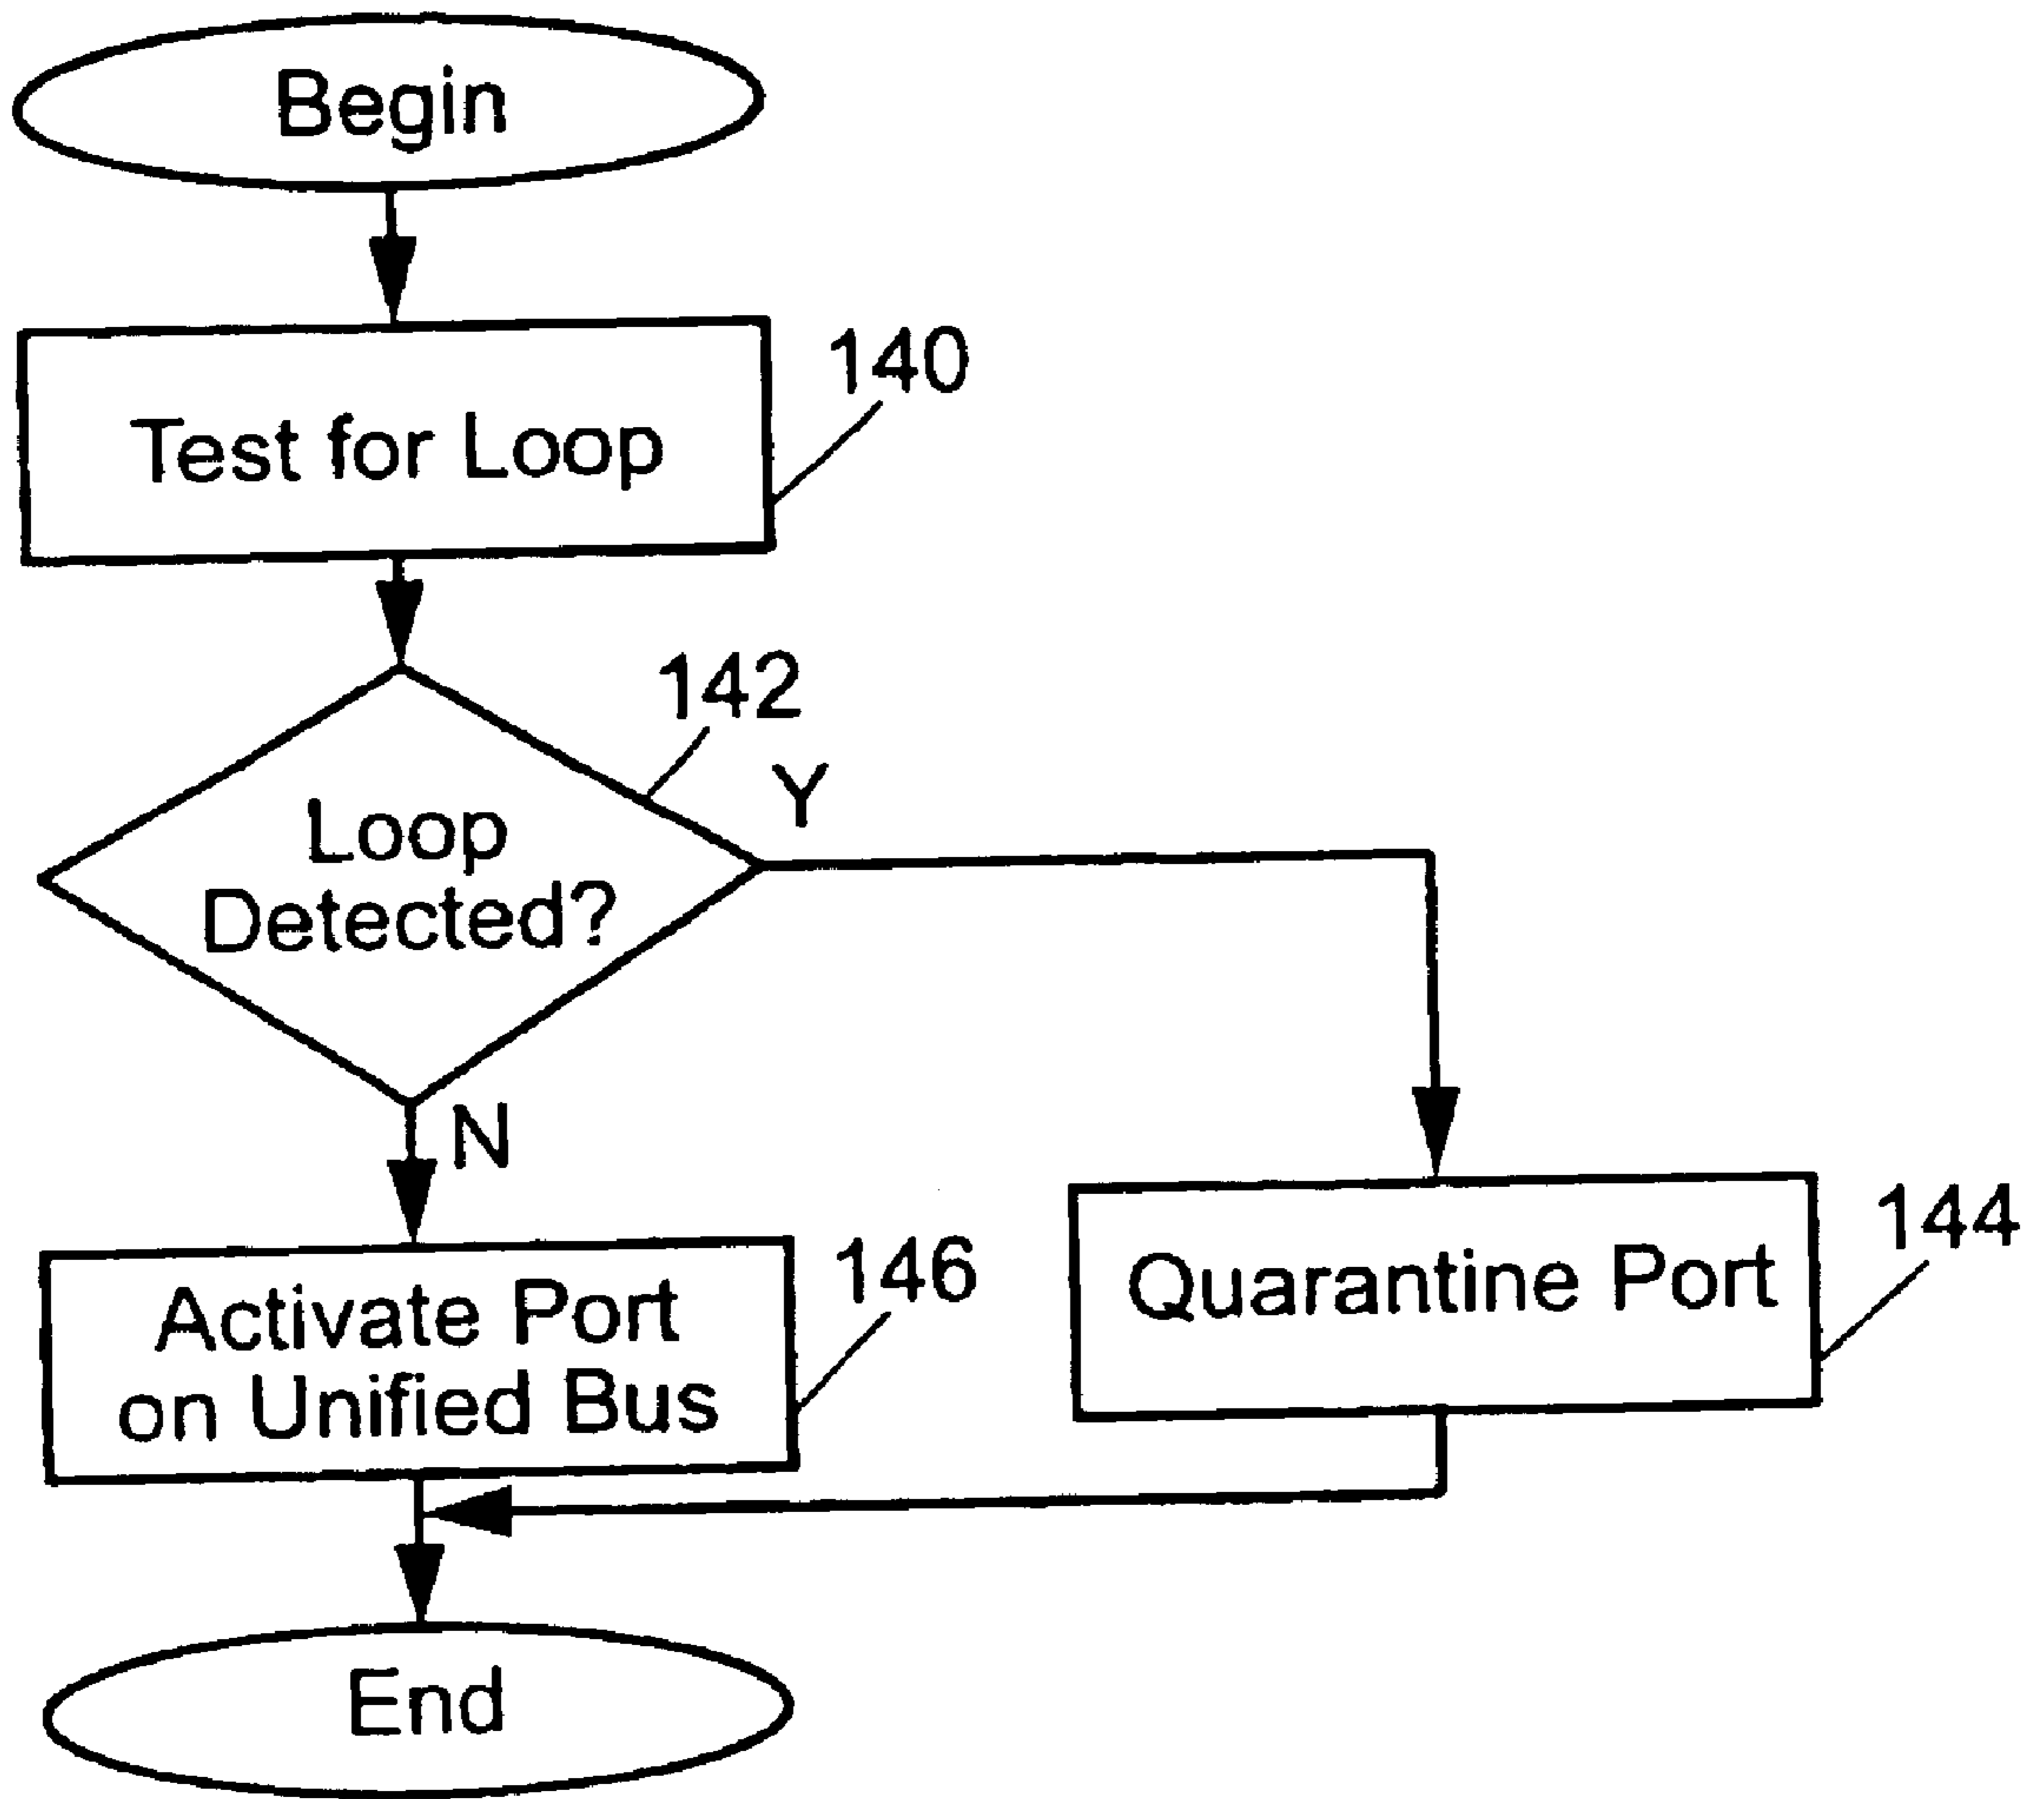 Begin
140
Test for Loop
142
Y
Loop
Detected?
N
146
Activate Port
on Unified Bus
144
Quarantine Port
End